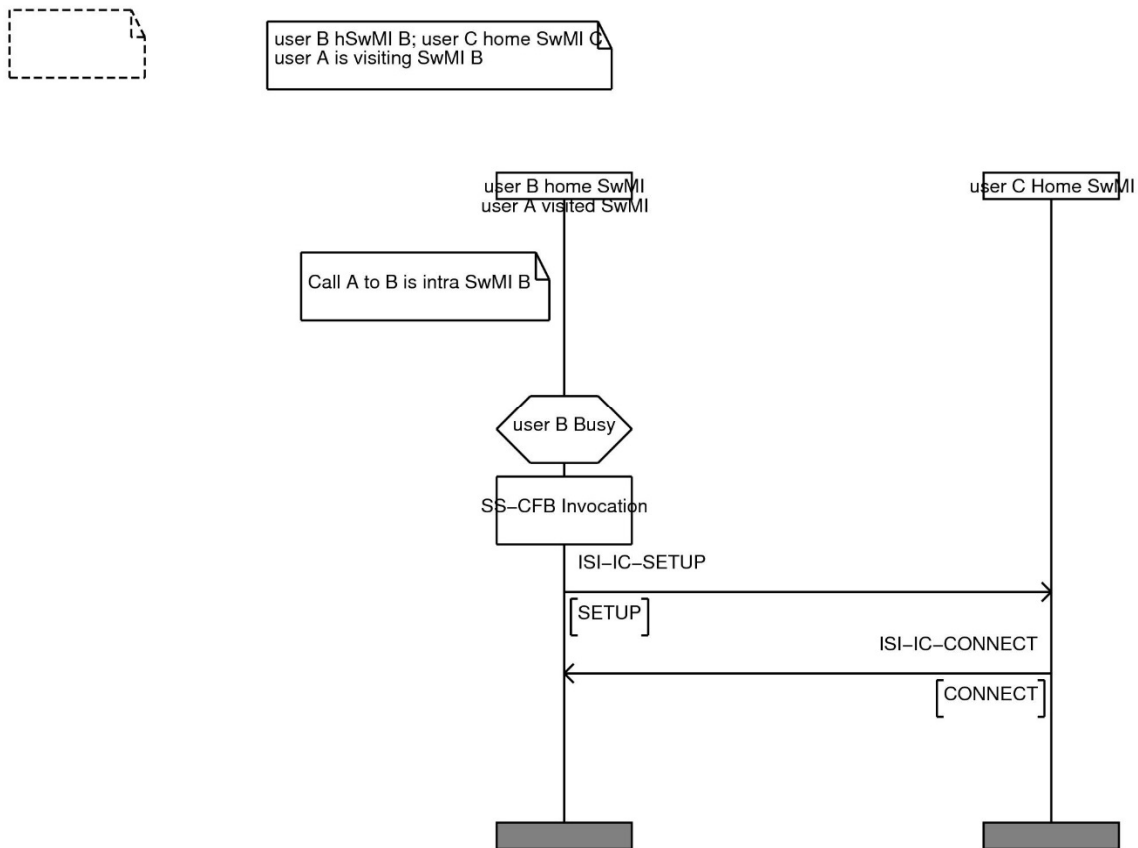 user B hSwMI B; user C home SwMI C
user A is visiting SwMI B
user B home SwMI
user A visited SwMI
user C Home SwMI
Call A to B is intra SwMI B
user B Busy
SS–CFB Invocation
ISI–IC–SETUP
SETUP
ISI–IC–CONNECT
CONNECT